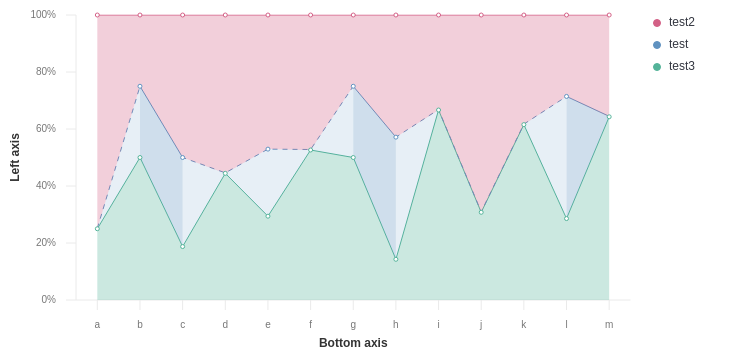 100%
80%
60%
40%
20%
0%
Left axis
a b c d e f g h i j k l m
Bottom axis
test2
test
test3